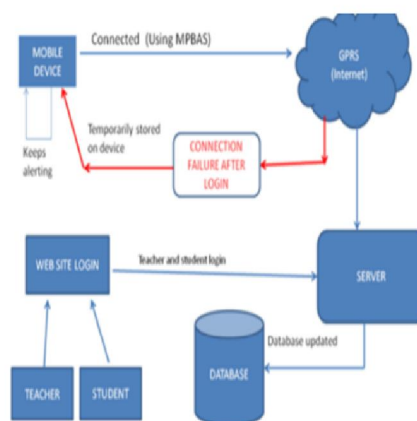 MOBILE
DEVICE
Connected (Using MPBAS)
GPRS
(Internet)
Keeps
alerting
Temporarily stored
on device
CONNECTION
FAILURE AFTER
LOGIN
WEB SITE LOGIN
Teacher and student login
SERVER
Database updated
DATABASE
TEACHER
STUDENT